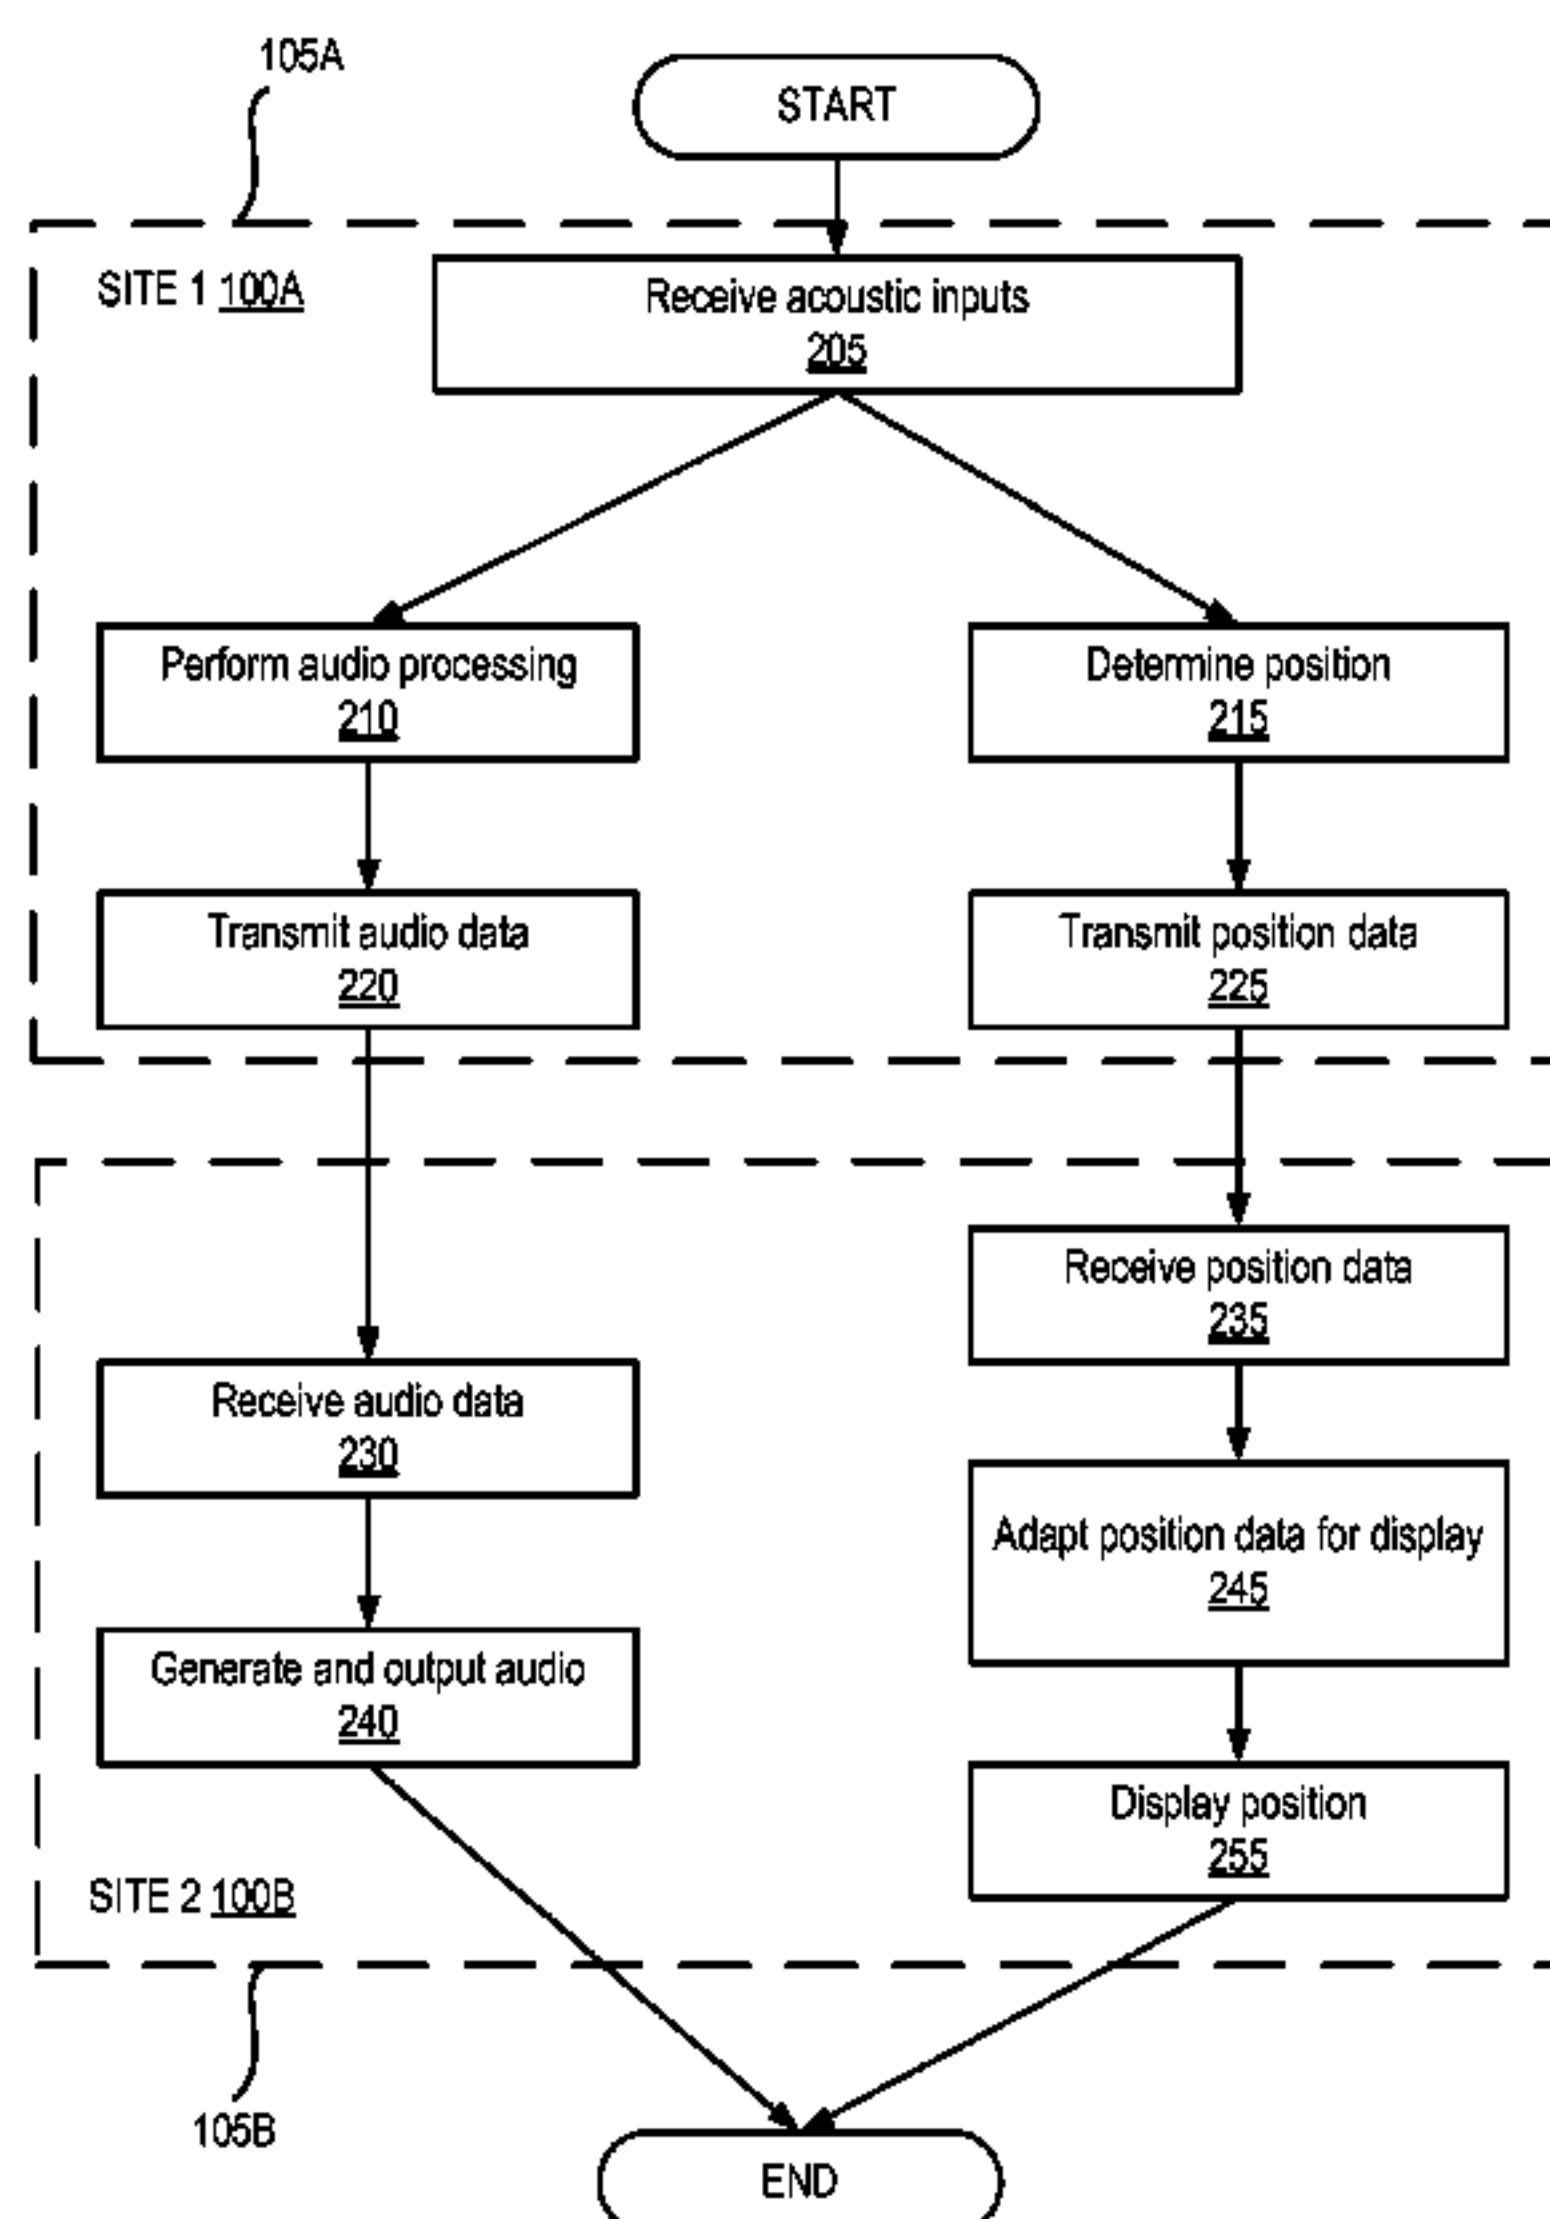 105A
START
SITE 1 100A
Receive acoustic inputs
205
Perform audio processing
210
Determine position
215
Transmit audio data
220
Transmit position data
225
Receive position data
235
Receive audio data
230
Adapt position data for display
245
Generate and output audio
240
Display position
255
SITE 2 100B
105B
END